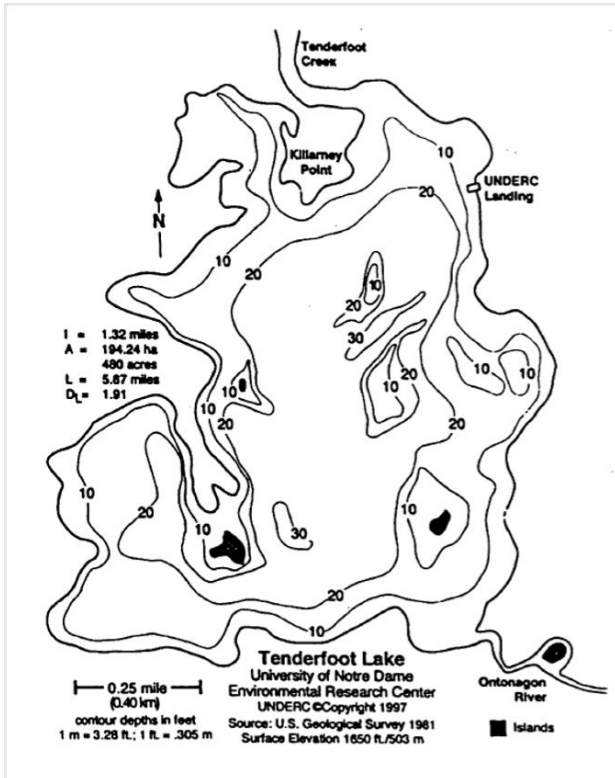 Tenderfoot
Creek
Killarney
Point
10
UNDERC
Landing
20
N
10
20
10
20
30
l = 1.32 miles
A = 194.24 ha
480 acres
L = 5.87 miles
DL= 1.91
10
10
10
20
10
10
20
10
20
10
10
30
20
10
Tenderfoot Lake
University of Notre Dame
Environmental Research Center
UNDERC ©Copyright 1997
Source: U.S. Geological Survey 1981
Surface Elevation 1650 ft./503 m
0.25 mile
(0.40 km)
contour depths in feet
1 m = 3.28 ft.; 1 ft. = .305 m
Ontonagon
River
Islands